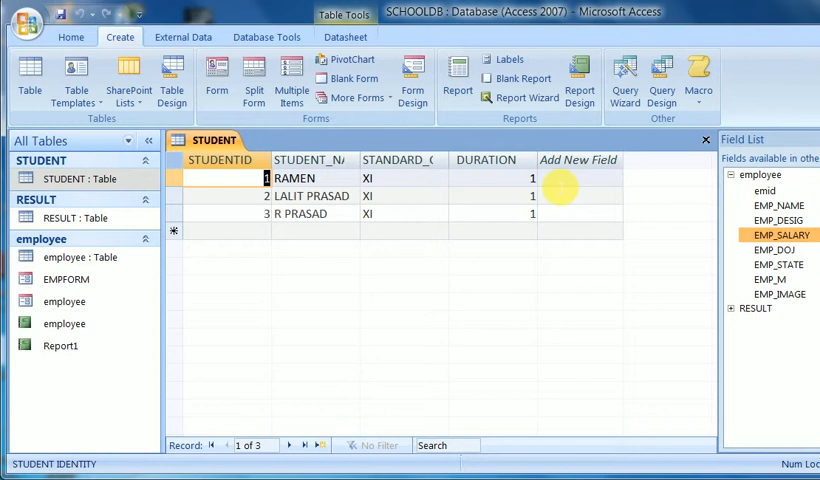 Table Tools
SCHOOLDB : Database (Access 2007) - Microsoft Access
Home
Create
External Data
Database Tools
Datasheet
Table
Table Templates
SharePoint Lists
Table Design
Tables
Form
Split Form
Multiple Items
PivotChart
Blank Form
More Forms
Form Design
Forms
Report
Labels
Blank Report
Report Wizard
Report Design
Reports
Query Wizard
Query Design
Macro
Other
All Tables
STUDENT
STUDENT : Table
RESULT
RESULT : Table
employee
employee : Table
EMPFORM
employee
employee
Report1
STUDENT
STUDENTID STUDENT_NA STANDARD_C DURATION Add New Field
1 RAMEN XI 1
2 LALIT PRASAD XI 1
3 R PRASAD XI 1
Record: 1 of 3 No Filter Search
Field List
Fields available in othe
employee
emid
EMP_NAME
EMP_DESIG
EMP_SALARY
EMP_DOJ
EMP_STATE
EMP_M
EMP_IMAGE
RESULT
STUDENT IDENTITY
Num Loc